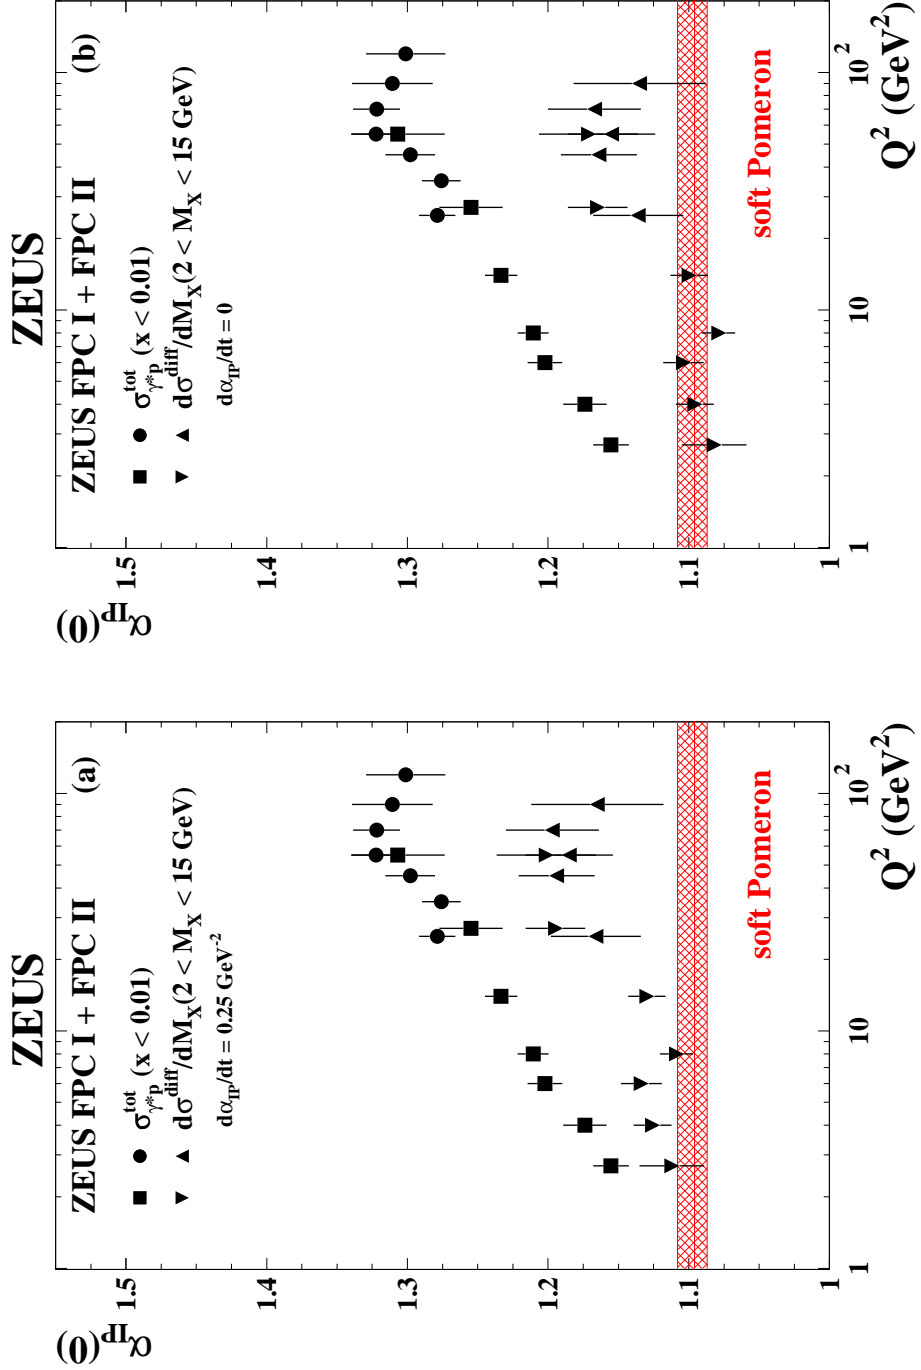 ZEUS
ZEUS FPC I + FPC II
(a)
σ^tot_γ*p (x < 0.01)
dσ^diff/dM_X(2 < M_X < 15 GeV)
dα_IP/dt = 0.25 GeV^-2
α_IP(0)
1.5
1.4
1.3
1.2
1.1
1
soft Pomeron
1
10
10^2
Q^2 (GeV^2)
ZEUS
ZEUS FPC I + FPC II
(b)
σ^tot_γ*p (x < 0.01)
dσ^diff/dM_X(2 < M_X < 15 GeV)
dα_IP/dt = 0
α_IP(0)
1.5
1.4
1.3
1.2
1.1
1
soft Pomeron
1
10
10^2
Q^2 (GeV^2)